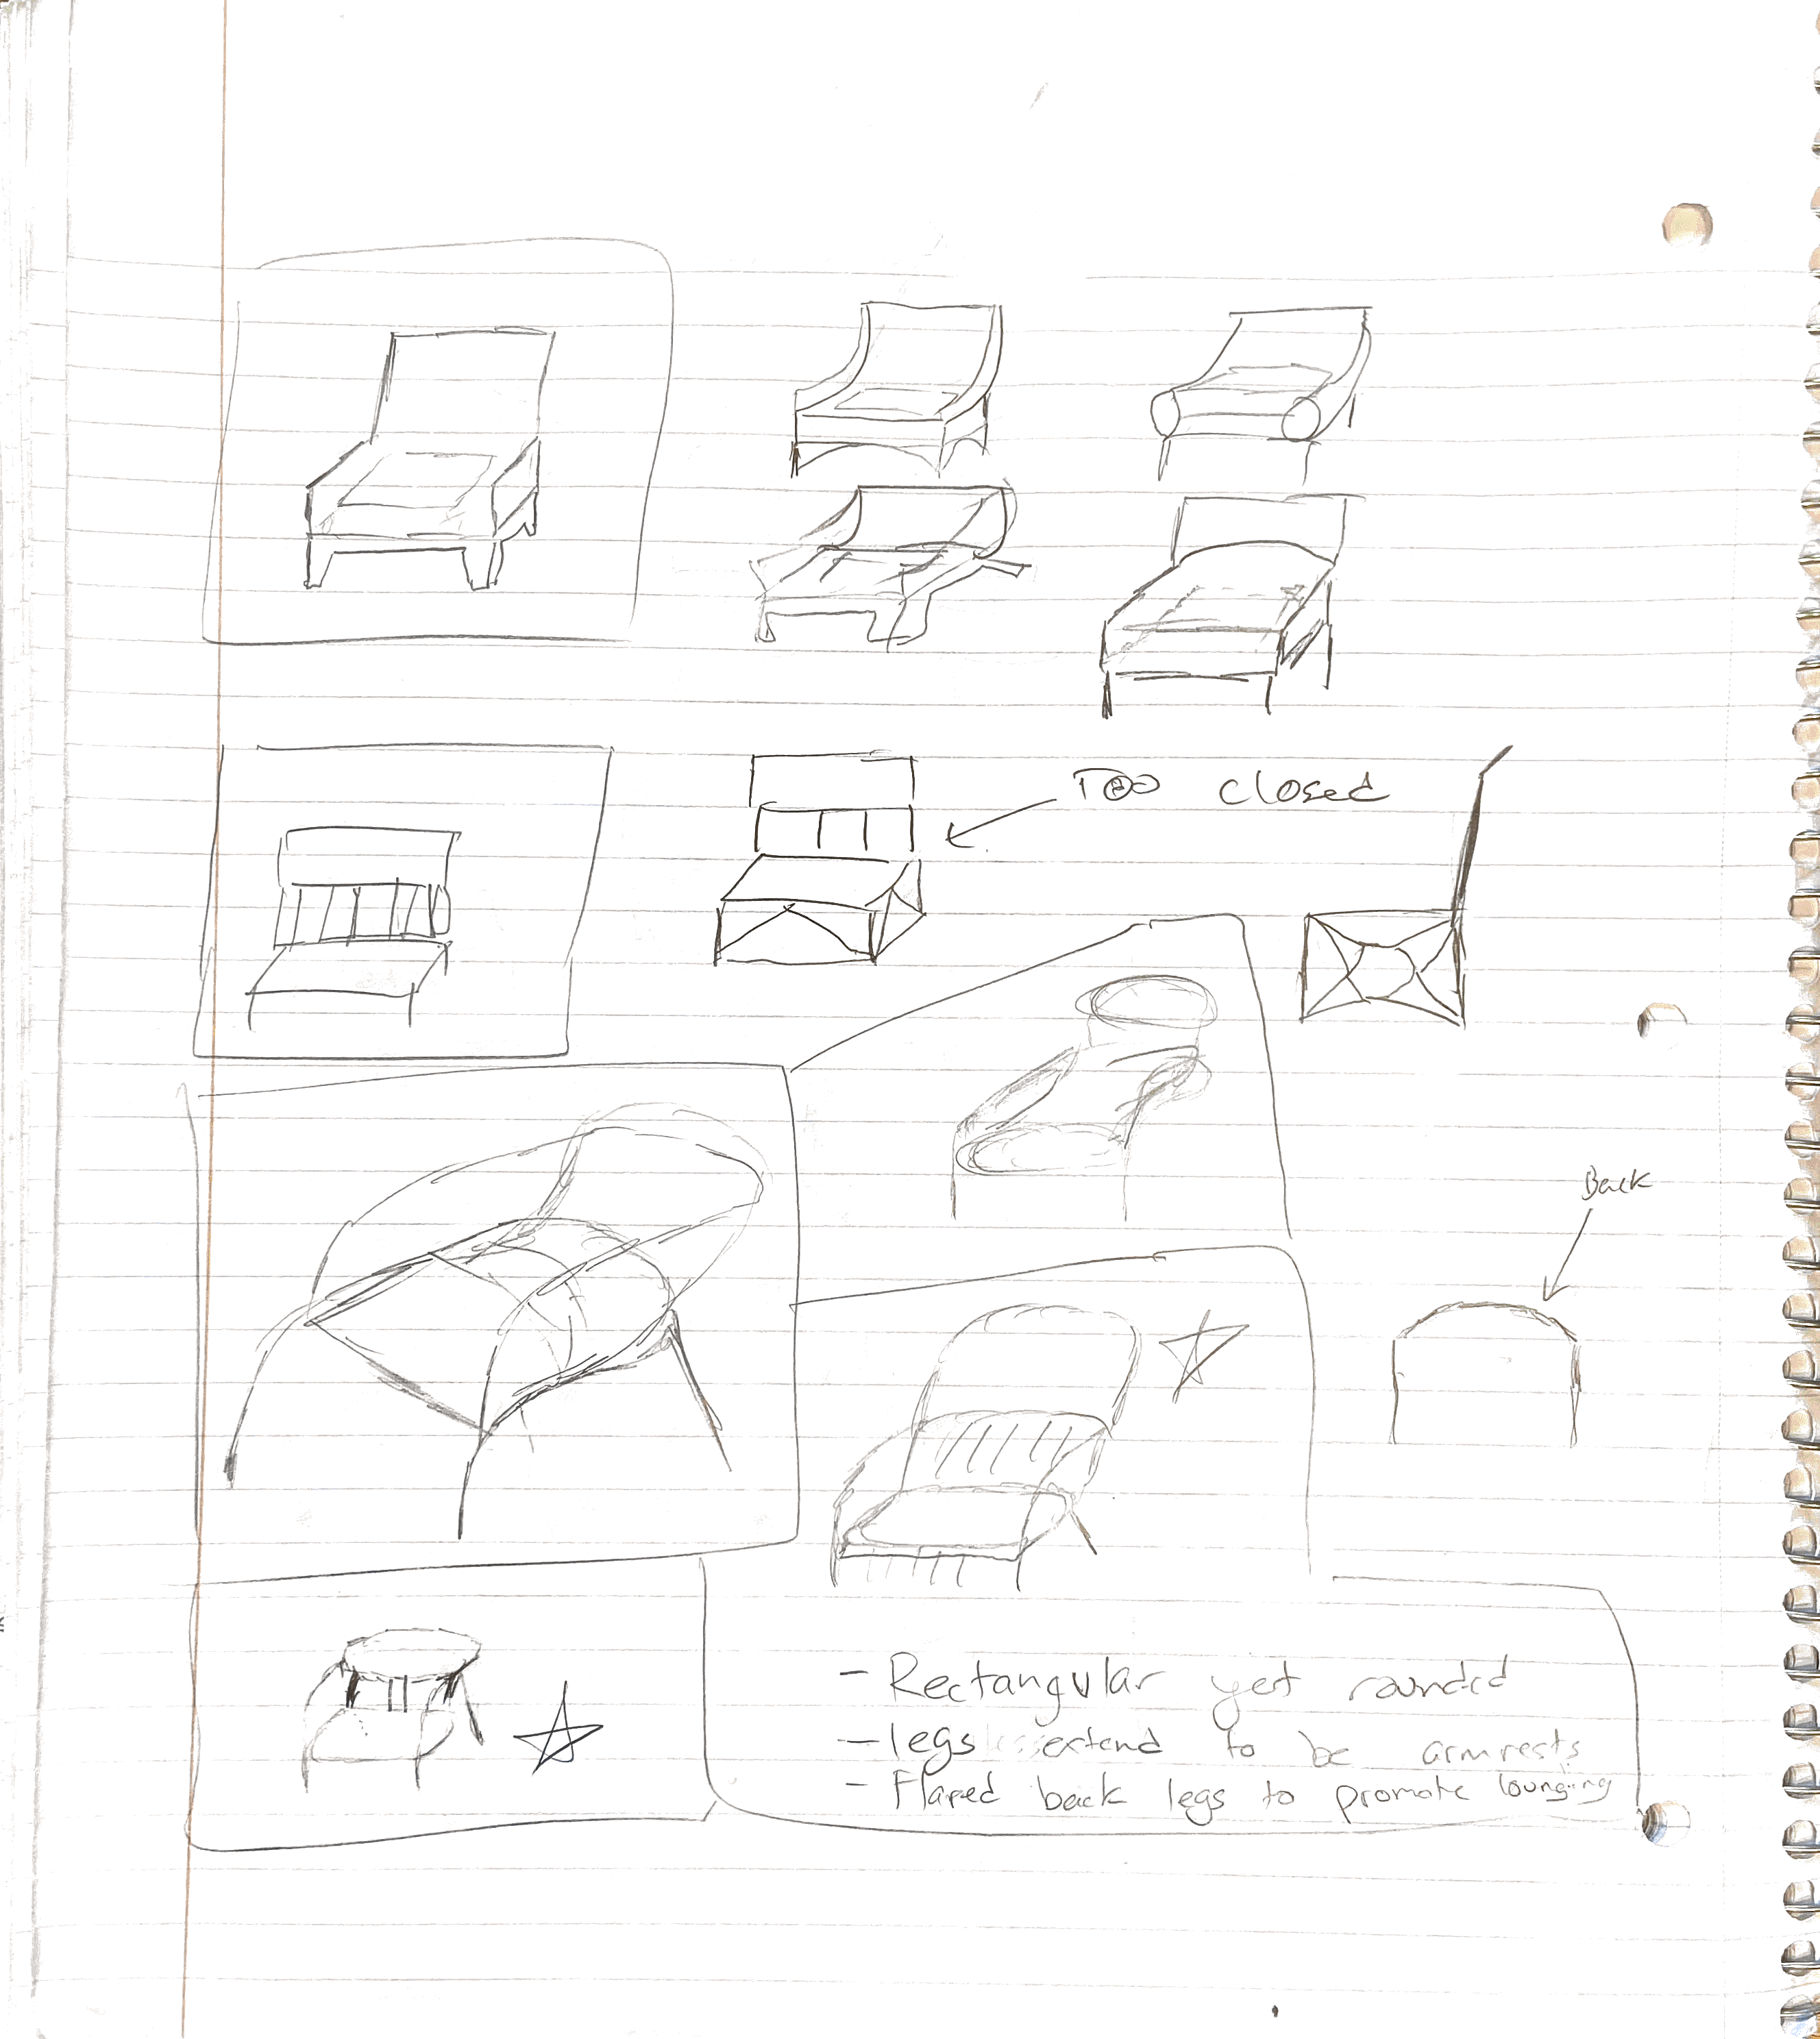 Too closed
Back
- Rectangular yet rounded
- legs extend to be armrests
- Flared back legs to promote lounging